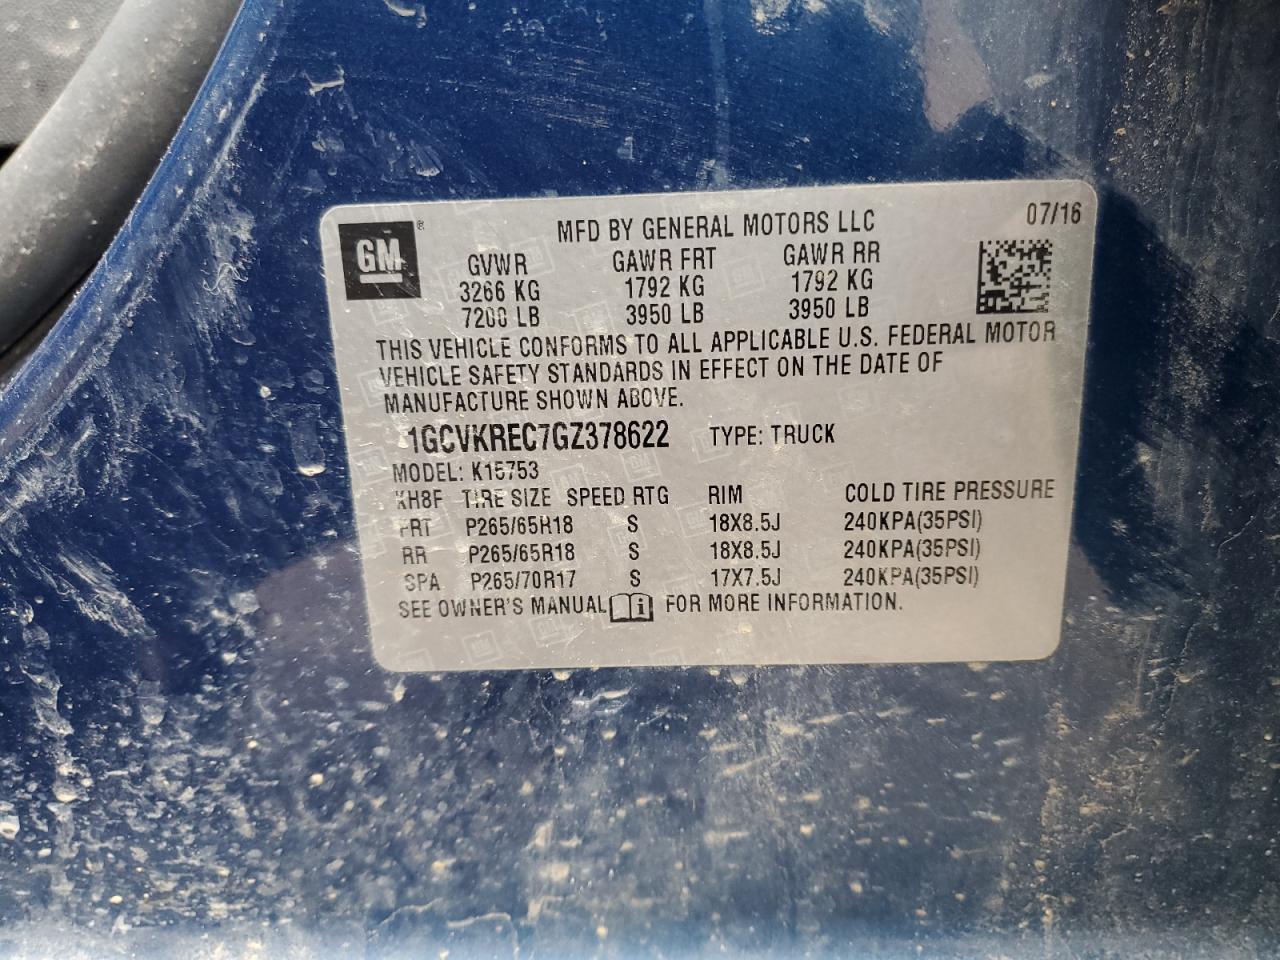 GM ®
MFD BY GENERAL MOTORS LLC 07/16
GVWR GAWR FRT GAWR RR
3266 KG 1792 KG 1792 KG
7200 LB 3950 LB 3950 LB
THIS VEHICLE CONFORMS TO ALL APPLICABLE U.S. FEDERAL MOTOR
VEHICLE SAFETY STANDARDS IN EFFECT ON THE DATE OF
MANUFACTURE SHOWN ABOVE.
1GCVKREC7GZ378622 TYPE: TRUCK
MODEL: K15753
KH8F TIRE SIZE SPEED RTG RIM COLD TIRE PRESSURE
FRT P265/65R18 S 18X8.5J 240KPA(35PSI)
RR P265/65R18 S 18X8.5J 240KPA(35PSI)
SPA P265/70R17 S 17X7.5J 240KPA(35PSI)
SEE OWNER'S MANUAL i FOR MORE INFORMATION.